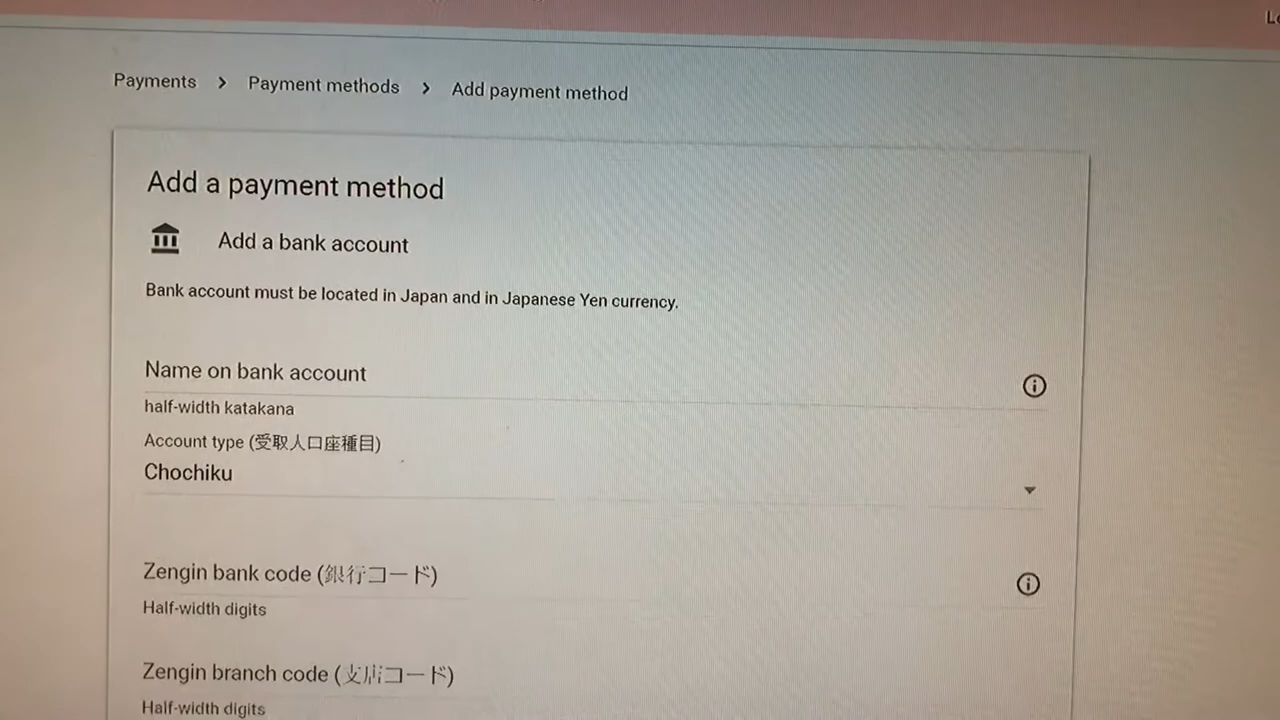 Payments > Payment methods > Add payment method
Add a payment method
Add a bank account
Bank account must be located in Japan and in Japanese Yen currency.
Name on bank account
half-width katakana
Account type (受取人口座種目)
Chochiku
Zengin bank code (銀行コード)
Half-width digits
Zengin branch code (支店コード)
Half-width digits